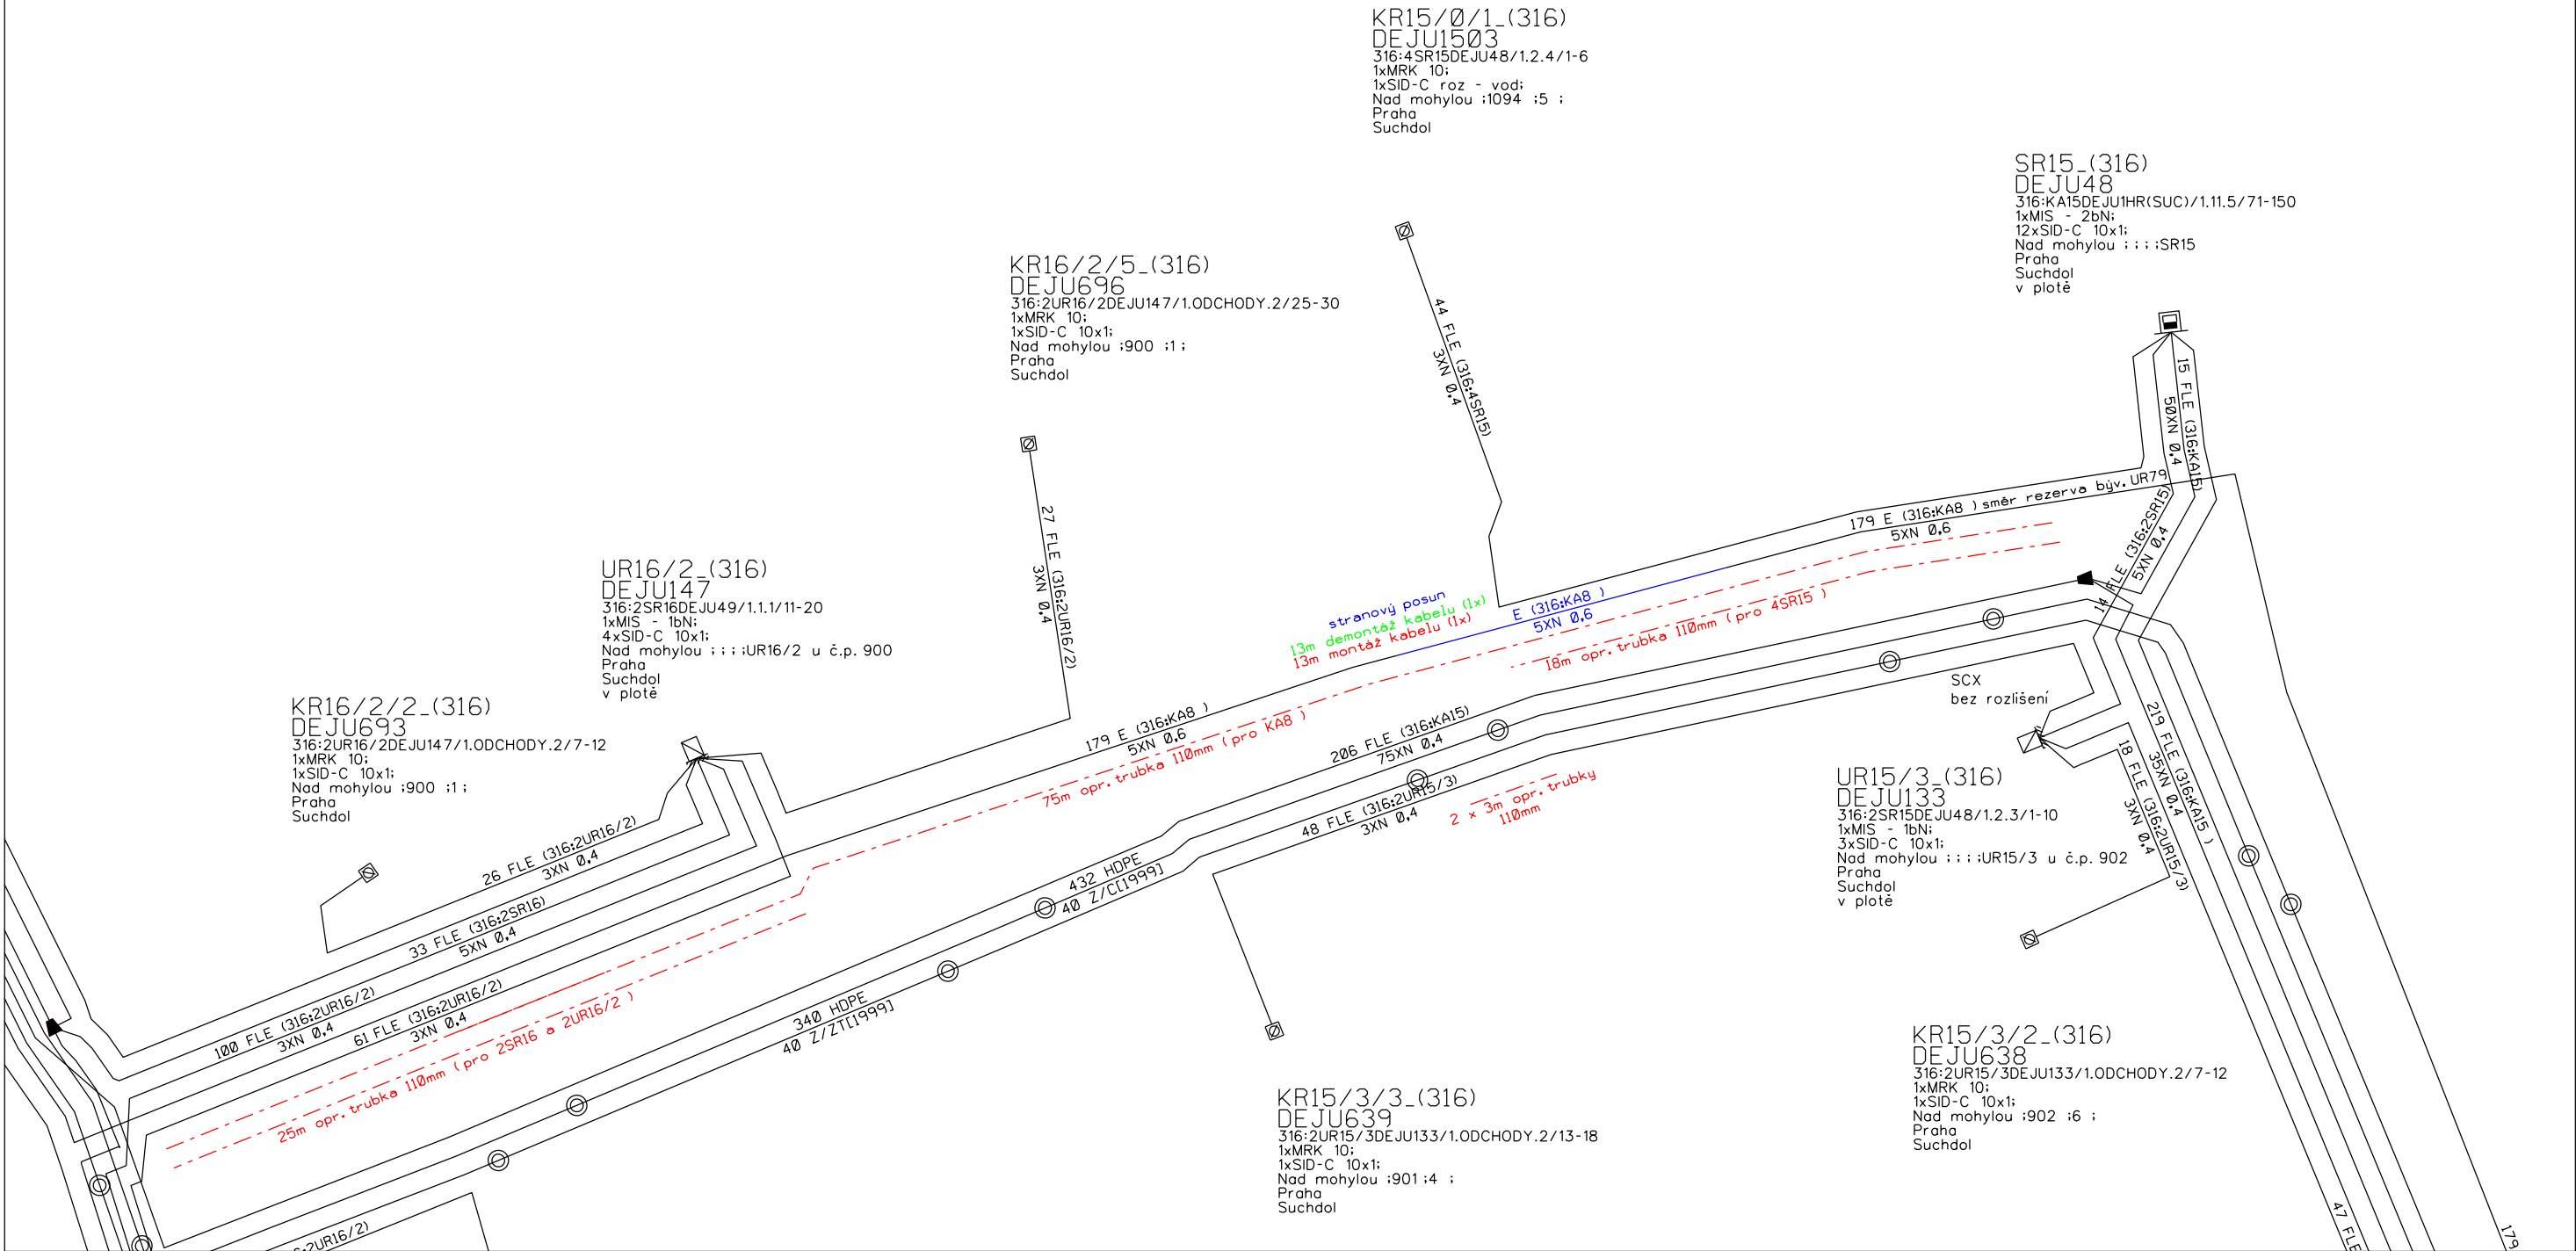 KR15/0/1_(316)
DEJU1503
316:4SR15DEJU48/1.2.4/1-6
1xMRK 10;
1xSID-C roz - vod;
Nad mohylou ;1094 ;5 ;
Praha
Suchdol
SR15_(316)
DEJU48
316:KA15DEJU1HR(SUC)/1.11.5/71-150
1xMIS - 2bN;
12xSID-C 10x1;
Nad mohylou ;;;;SR15
Praha
Suchdol
v plotě
KR16/2/5_(316)
DEJU696
316:2UR16/2DEJU147/1.ODCHODY.2/25-30
1xMRK 10;
1xSID-C 10x1;
Nad mohylou ;900 ;1 ;
Praha
Suchdol
44 FLE (316:4SR15)
3XN 0.4
15 FLE (316:KA15)
50XN 0.4
179 E (316:KA8 ) směr rezerva býv. UR79
5XN 0.6
14 FLE (316:2SR15)
5XN 0.4
27 FLE (316:2UR16/2)
3XN 0.4
UR16/2_(316)
DEJU147
316:2SR16DEJU49/1.1.1/11-20
1xMIS - 1bN;
4xSID-C 10x1;
Nad mohylou ;;;;UR16/2 u č.p. 900
Praha
Suchdol
v plotě
stranový posun
13m demontáž kabelu (1x)
13m montáž kabelu (1x)
E (316:KA8 )
5XN 0.6
18m opr. trubka 110mm ( pro 4SR15 )
KR16/2/2_(316)
DEJU693
316:2UR16/2DEJU147/1.ODCHODY.2/7-12
1xMRK 10;
1xSID-C 10x1;
Nad mohylou ;900 ;1 ;
Praha
Suchdol
SCX
bez rozlišení
179 E (316:KA8 )
5XN 0.6
75m opr. trubka 110mm ( pro KA8 )
206 FLE (316:KA15)
75XN 0.4
219 FLE (316:KA15 )
35XN 0.4
18 FLE (316:2UR15/3)
3XN 0.4
UR15/3_(316)
DEJU133
316:2SR15DEJU48/1.2.3/1-10
1xMIS - 1bN;
3xSID-C 10x1;
Nad mohylou ;;;;UR15/3 u č.p. 902
Praha
Suchdol
v plotě
48 FLE (316:2UR15/3)
3XN 0.4
2 x 3m opr. trubky
110mm
26 FLE (316:2UR16/2)
3XN 0.4
33 FLE (316:2SR16)
5XN 0.4
432 HDPE
40 Z/C[1999]
100 FLE (316:2UR16/2)
3XN 0.4
61 FLE (316:2UR16/2)
3XN 0.4
25m opr. trubka 110mm ( pro 2SR16 a 2UR16/2 )
340 HDPE
40 Z/ZT[1999]
KR15/3/2_(316)
DEJU638
316:2UR15/3DEJU133/1.ODCHODY.2/7-12
1xMRK 10;
1xSID-C 10x1;
Nad mohylou ;902 ;6 ;
Praha
Suchdol
KR15/3/3_(316)
DEJU639
316:2UR15/3DEJU133/1.ODCHODY.2/13-18
1xMRK 10;
1xSID-C 10x1;
Nad mohylou ;901 ;4 ;
Praha
Suchdol
:2UR16/2)
47 FLE
179